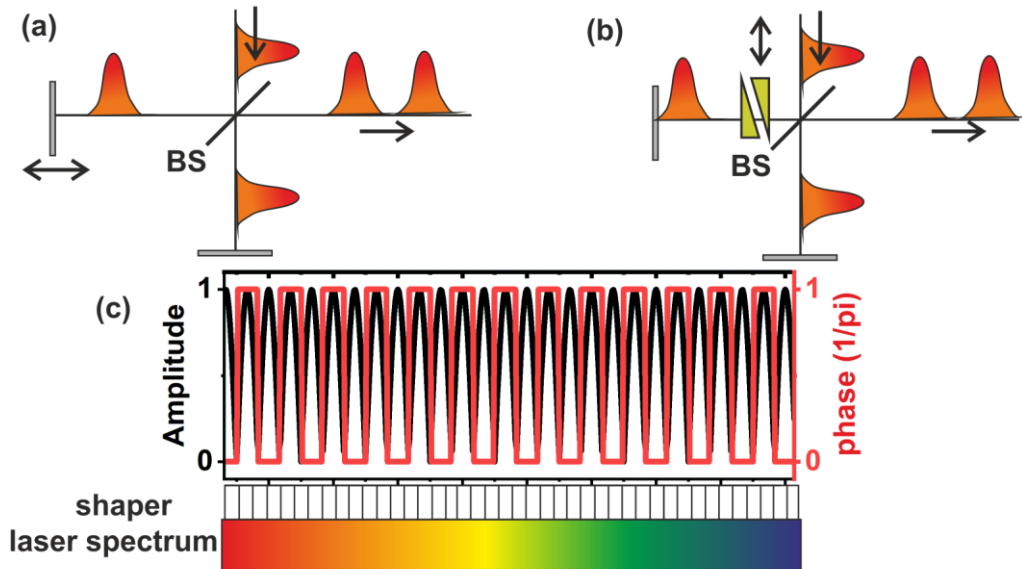 (a)
BS
(b)
BS
(c)
Amplitude
1
0
1
0
phase (1/pi)
shaper
laser spectrum